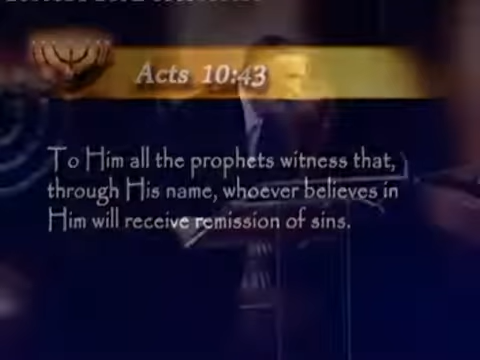 Acts 10:43
To Him all the prophets witness that,
through His name, whoever believes in
Him will receive remission of sins.